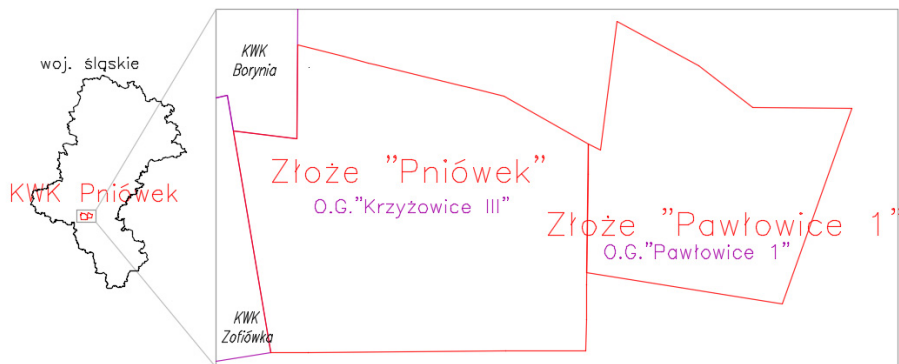 woj. śląskie
KWK Pniówek
KWK
Borynia
Złoże "Pniówek"
O.G."Krzyżowice III"
Złoże "Pawłowice 1"
O.G."Pawłowice 1"
KWK
Zofiówka